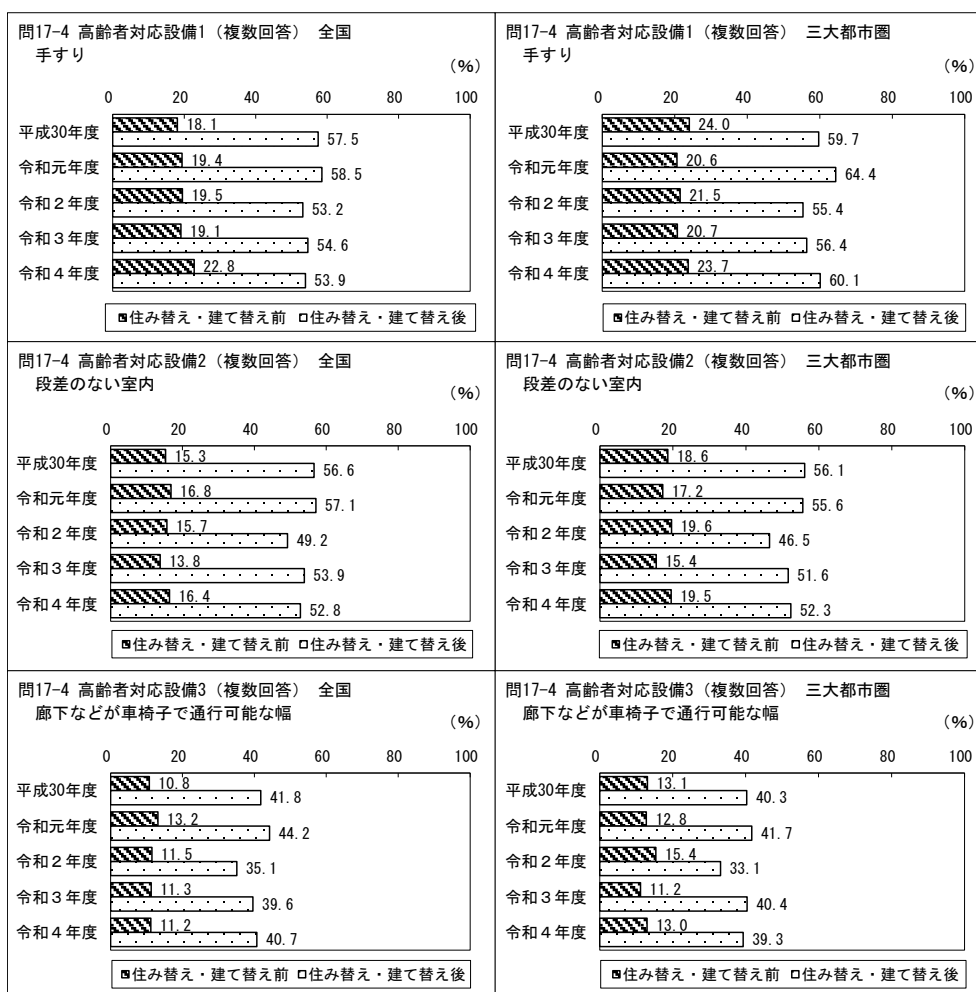 問17-4 高齢者対応設備1（複数回答） 全国
手すり
（%）
0 20 40 60 80 100
平成30年度 18.1 57.5
令和元年度 19.4 58.5
令和２年度 19.5 53.2
令和３年度 19.1 54.6
令和４年度 22.8 53.9
住み替え・建て替え前 住み替え・建て替え後
問17-4 高齢者対応設備1（複数回答） 三大都市圏
手すり
（%）
0 20 40 60 80 100
平成30年度 24.0 59.7
令和元年度 20.6 64.4
令和２年度 21.5 55.4
令和３年度 20.7 56.4
令和４年度 23.7 60.1
住み替え・建て替え前 住み替え・建て替え後
問17-4 高齢者対応設備2（複数回答） 全国
段差のない室内
（%）
0 20 40 60 80 100
平成30年度 15.3 56.6
令和元年度 16.8 57.1
令和２年度 15.7 49.2
令和３年度 13.8 53.9
令和４年度 16.4 52.8
住み替え・建て替え前 住み替え・建て替え後
問17-4 高齢者対応設備2（複数回答） 三大都市圏
段差のない室内
（%）
0 20 40 60 80 100
平成30年度 18.6 56.1
令和元年度 17.2 55.6
令和２年度 19.6 46.5
令和３年度 15.4 51.6
令和４年度 19.5 52.3
住み替え・建て替え前 住み替え・建て替え後
問17-4 高齢者対応設備3（複数回答） 全国
廊下などが車椅子で通行可能な幅
（%）
0 20 40 60 80 100
平成30年度 10.8 41.8
令和元年度 13.2 44.2
令和２年度 11.5 35.1
令和３年度 11.3 39.6
令和４年度 11.2 40.7
住み替え・建て替え前 住み替え・建て替え後
問17-4 高齢者対応設備3（複数回答） 三大都市圏
廊下などが車椅子で通行可能な幅
（%）
0 20 40 60 80 100
平成30年度 13.1 40.3
令和元年度 12.8 41.7
令和２年度 15.4 33.1
令和３年度 11.2 40.4
令和４年度 13.0 39.3
住み替え・建て替え前 住み替え・建て替え後